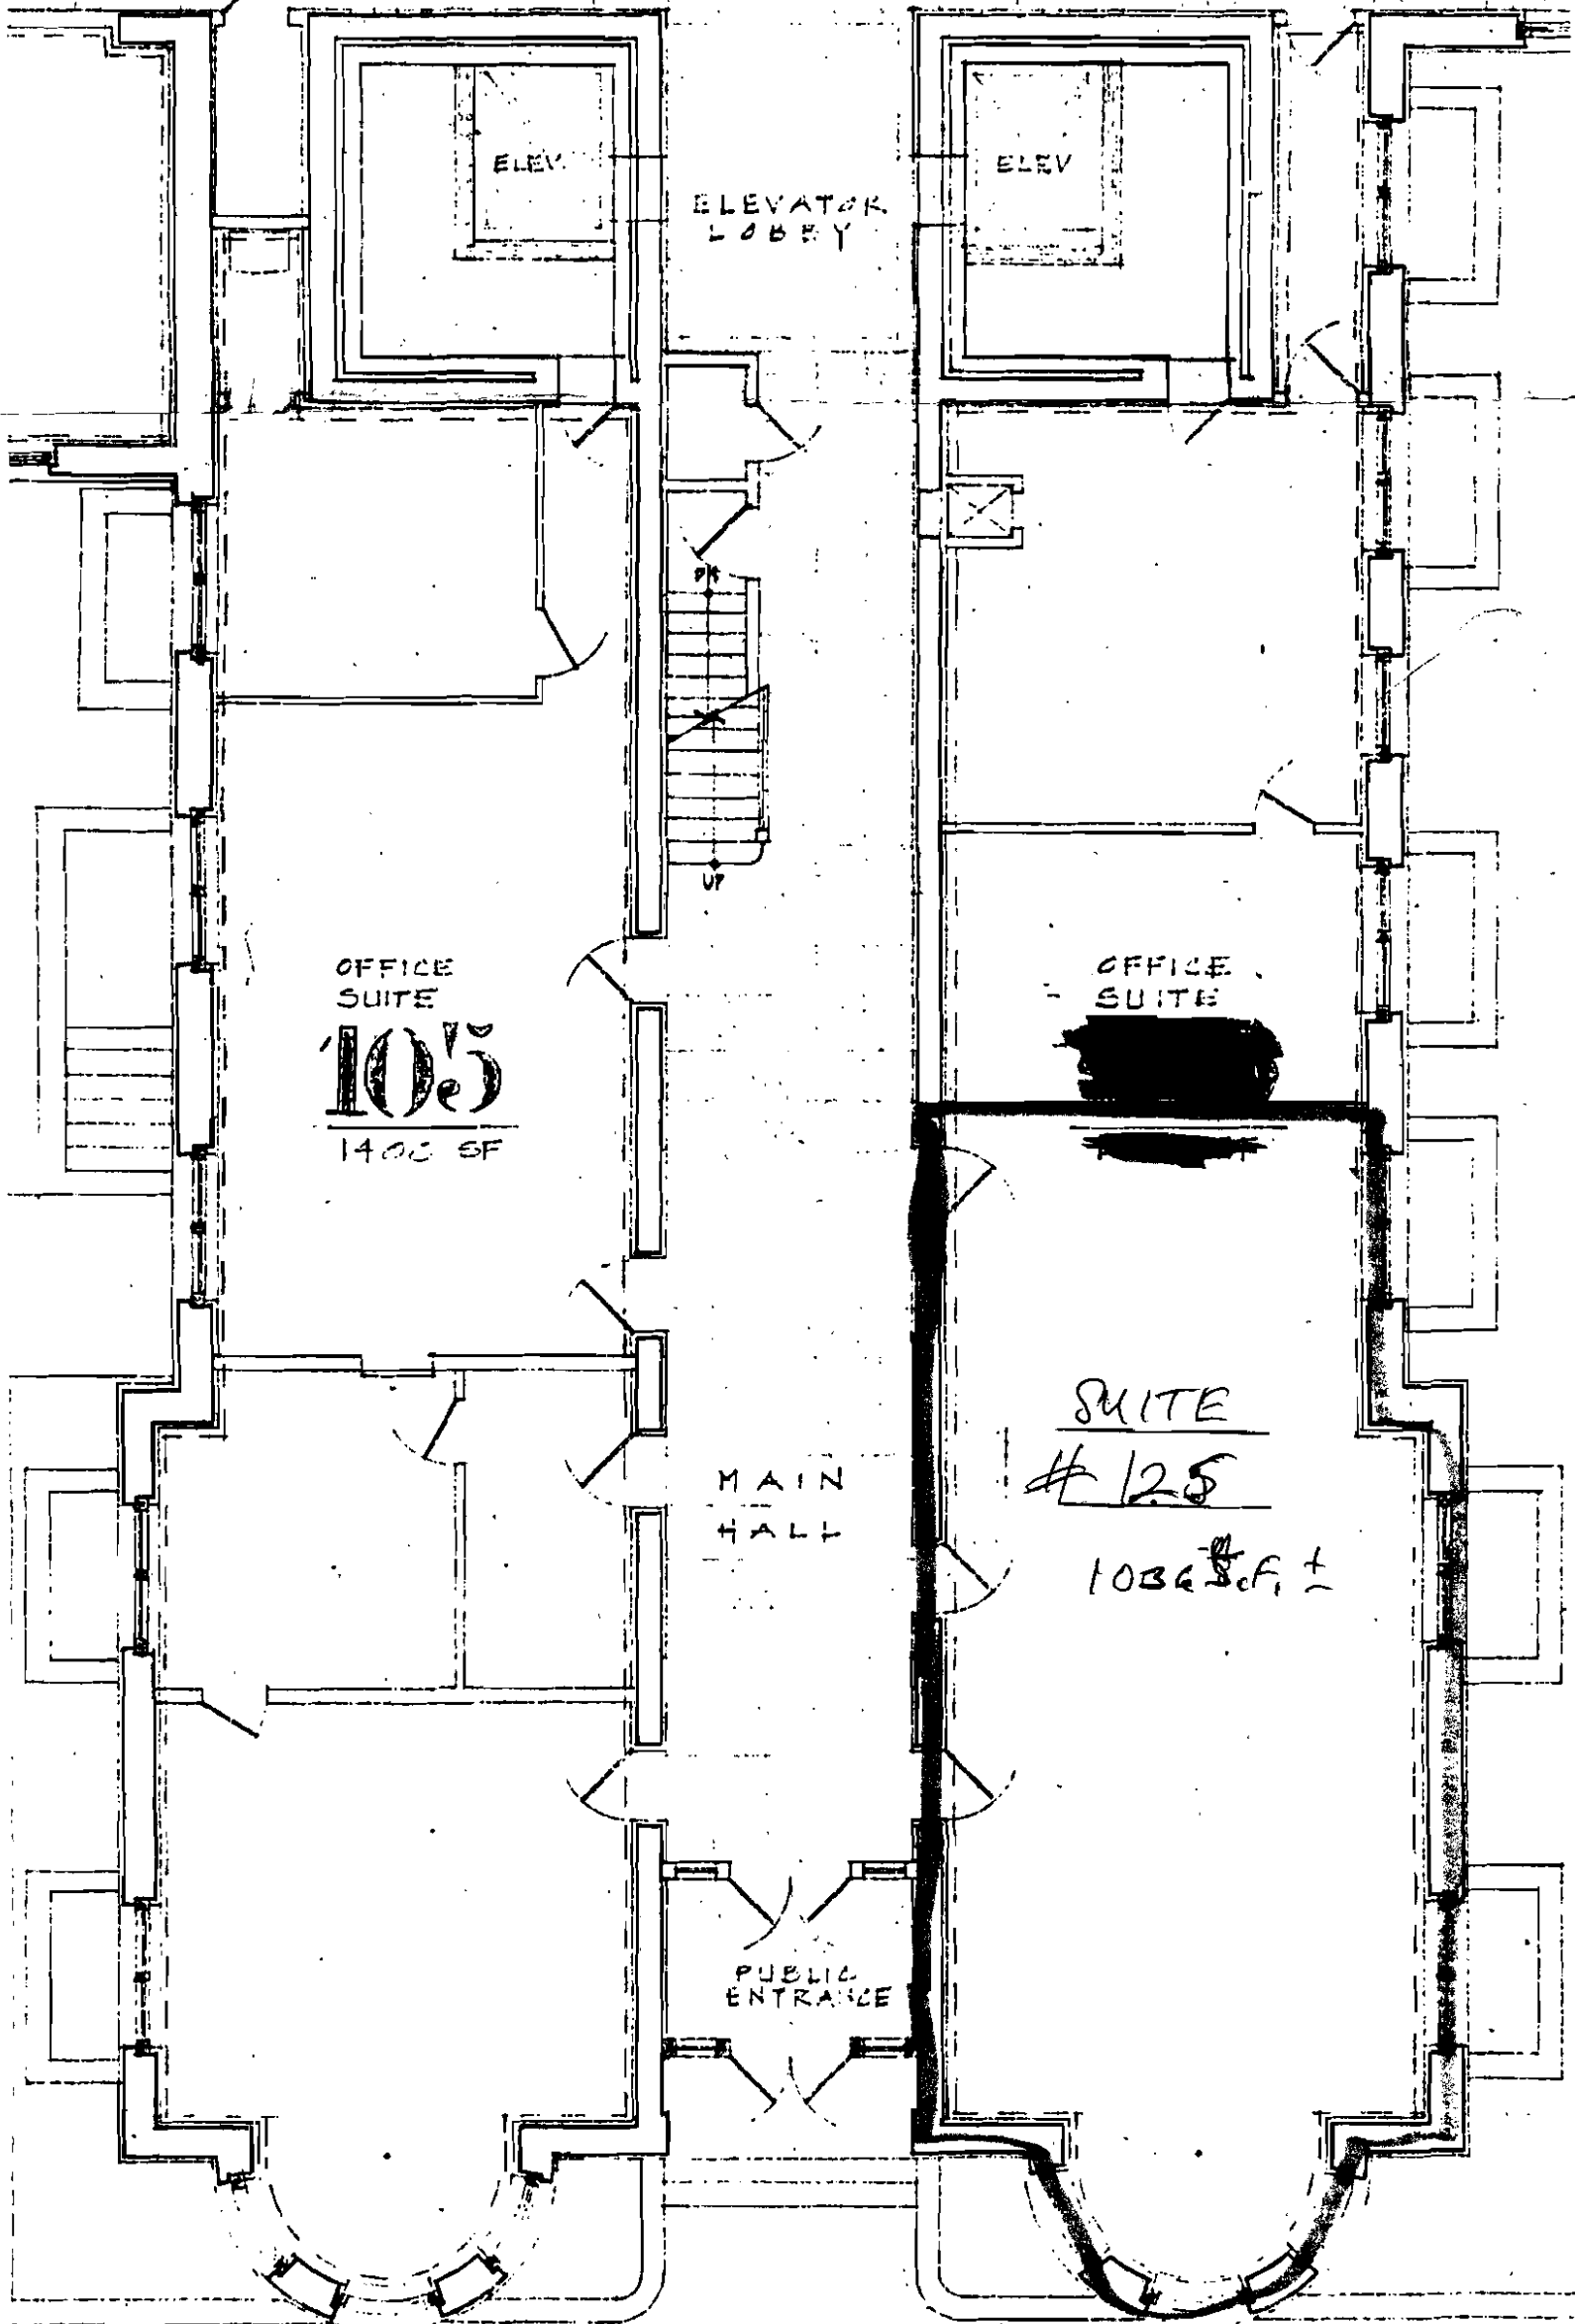 ELEV.
ELEV
ELEVATOR
LOBBY
DN
UP
OFFICE
SUITE
105
1400 SF
OFFICE
SUITE
SUITE
# 125
MAIN
HALL
PUBLIC
ENTRANCE